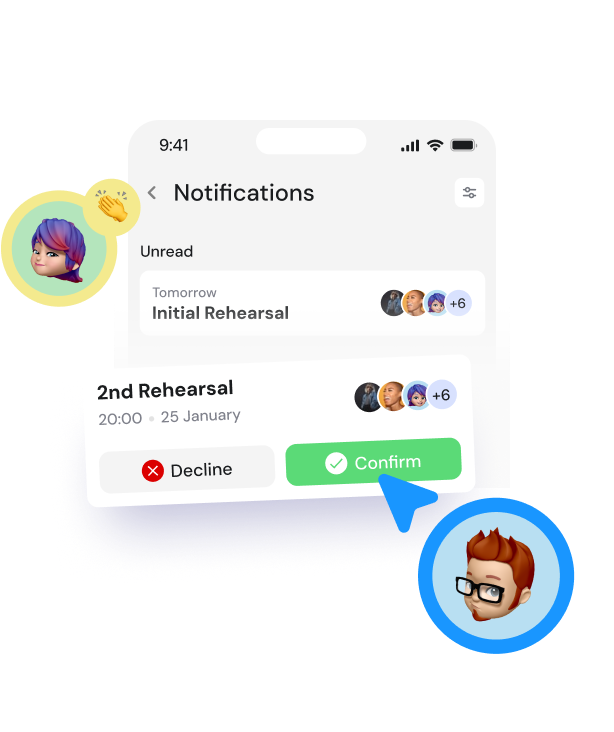 9:41
Notifications
Unread
Tomorrow
Initial Rehearsal
+6
2nd Rehearsal
20:00 25 January
+6
Decline
Confirm